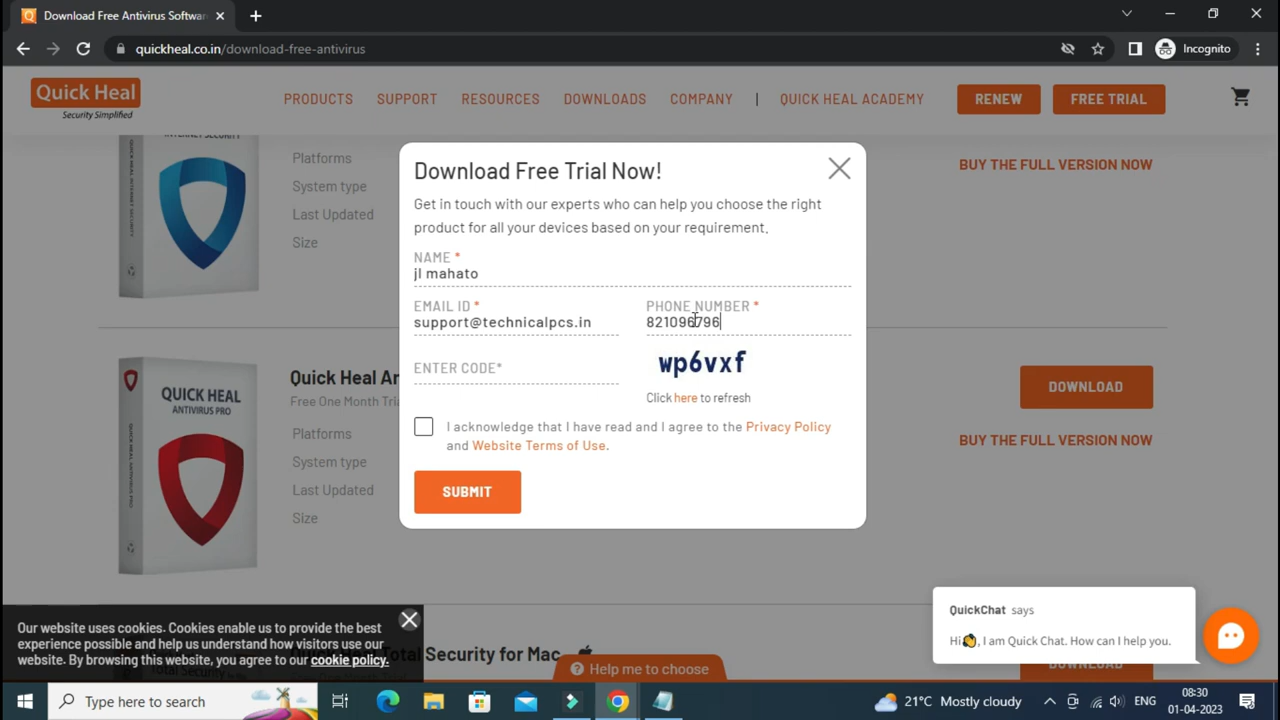 Download Free Antivirus Softwar
quickheal.co.in/download-free-antivirus
Incognito
Quick Heal
Security Simplified
PRODUCTS SUPPORT RESOURCES DOWNLOADS COMPANY | QUICK HEAL ACADEMY RENEW FREE TRIAL
INTERNET SECURITY
Platforms
System type
Last Updated
Size
BUY THE FULL VERSION NOW
Download Free Trial Now!
Get in touch with our experts who can help you choose the right
product for all your devices based on your requirement.
NAME *
jl mahato
EMAIL ID * PHONE NUMBER *
support@technicalpcs.in 821096796
ENTER CODE* wp6vxf
Click here to refresh
I acknowledge that I have read and I agree to the Privacy Policy
and Website Terms of Use.
SUBMIT
QUICK HEAL
ANTIVIRUS PRO
Quick Heal An
Free One Month Tria
Platforms
System type
Last Updated
Size
DOWNLOAD
BUY THE FULL VERSION NOW
QuickChat says
Hi👋, I am Quick Chat. How can I help you.
Our website uses cookies. Cookies enable us to provide the best
experience possible and help us understand how visitors use our
website. By browsing this website, you agree to our cookie policy.
Total Security for Mac
Help me to choose
DOWNLOAD
Type here to search
21°C Mostly cloudy
ENG
08:30
01-04-2023